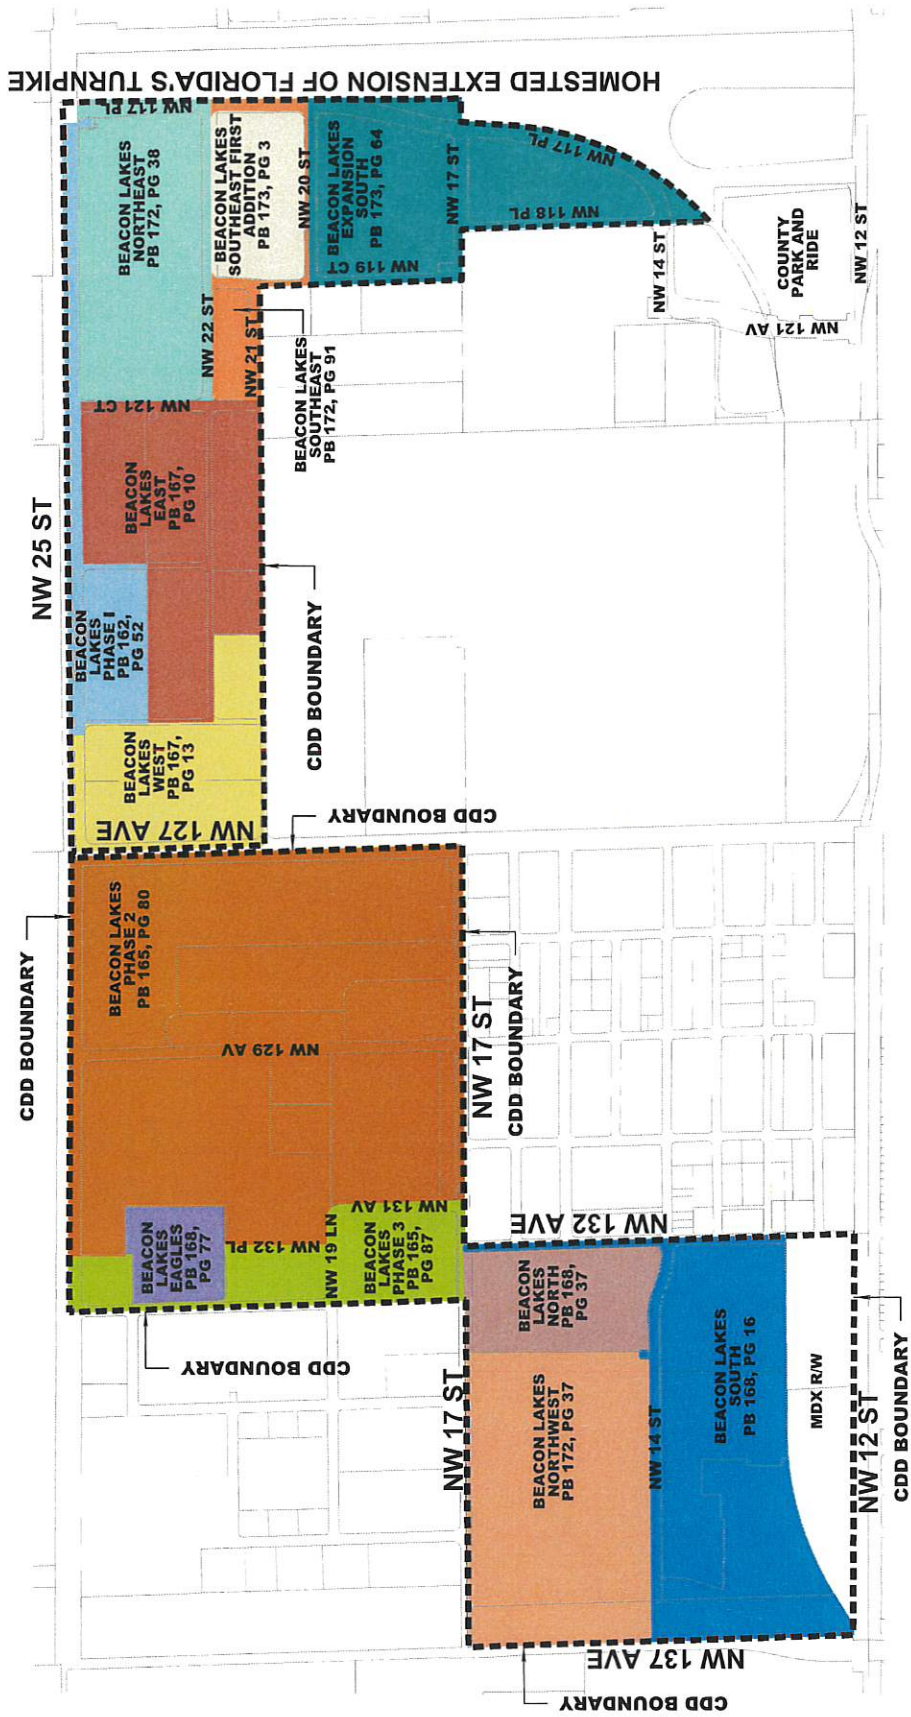 HOMESTED EXTENSION OF FLORIDA'S TURNPIKE
NW 25 ST
NW 117 PL
BEACON LAKES
NORTHEAST
PB 172, PG 38
BEACON LAKES
SOUTHEAST FIRST
ADDITION
PB 173, PG 3
NW 20 ST
BEACON LAKES
EXPANSION
SOUTH
PB 173, PG 64
NW 119 CT
NW 17 ST
NW 117 PL
NW 118 PL
NW 14 ST
COUNTY
PARK AND
RIDE
NW 12 ST
NW 121 AV
NW 22 ST
NW 21 ST
BEACON LAKES
SOUTHEAST
PB 172, PG 91
NW 121 CT
BEACON
LAKES
EAST
PB 167,
PG 10
BEACON
LAKES
PHASE I
PB 162,
PG 52
BEACON
LAKES
WEST
PB 167,
PG 13
NW 127 AVE
CDD BOUNDARY
CDD BOUNDARY
CDD BOUNDARY
BEACON LAKES
PHASE 2
PB 165, PG 80
NW 129 AV
NW 17 ST
CDD BOUNDARY
NW 131 AV
NW 19 LN
NW 132 PL
BEACON
LAKES
EAGLES
PB 168,
PG 77
BEACON
LAKES
PHASE 3
PB 165,
PG 87
CDD BOUNDARY
NW 132 AVE
NW 17 ST
BEACON
LAKES
NORTH
PB 168,
PG 37
BEACON LAKES
NORTHWEST
PB 172, PG 37
NW 14 ST
BEACON LAKES
SOUTH
PB 168, PG 16
MDX R/W
NW 12 ST
CDD BOUNDARY
NW 137 AVE
CDD BOUNDARY